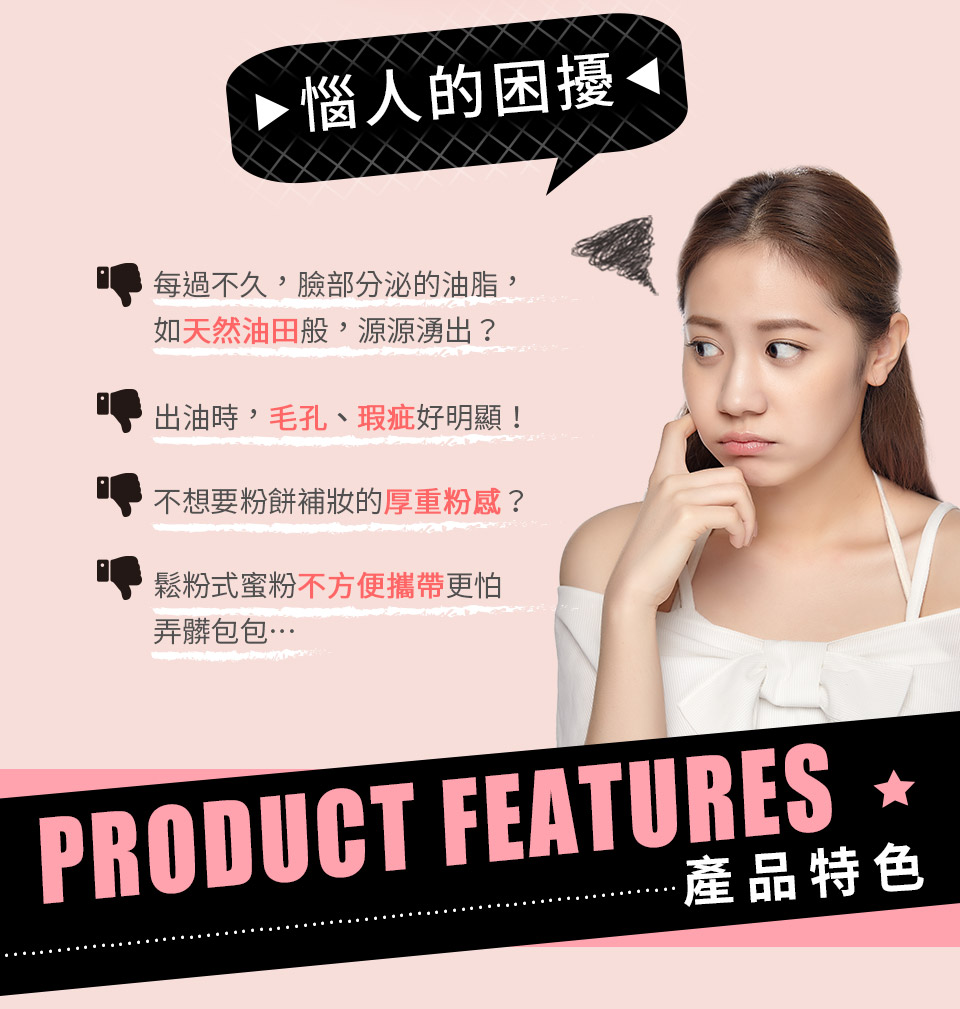 惱人的困擾
每過不久，臉部分泌的油脂，
如天然油田般，源源湧出？
出油時，毛孔、瑕疵好明顯！
不想要粉餅補妝的厚重粉感？
鬆粉式蜜粉不方便攜帶更怕
弄髒包包…
PRODUCT FEATURES
產品特色